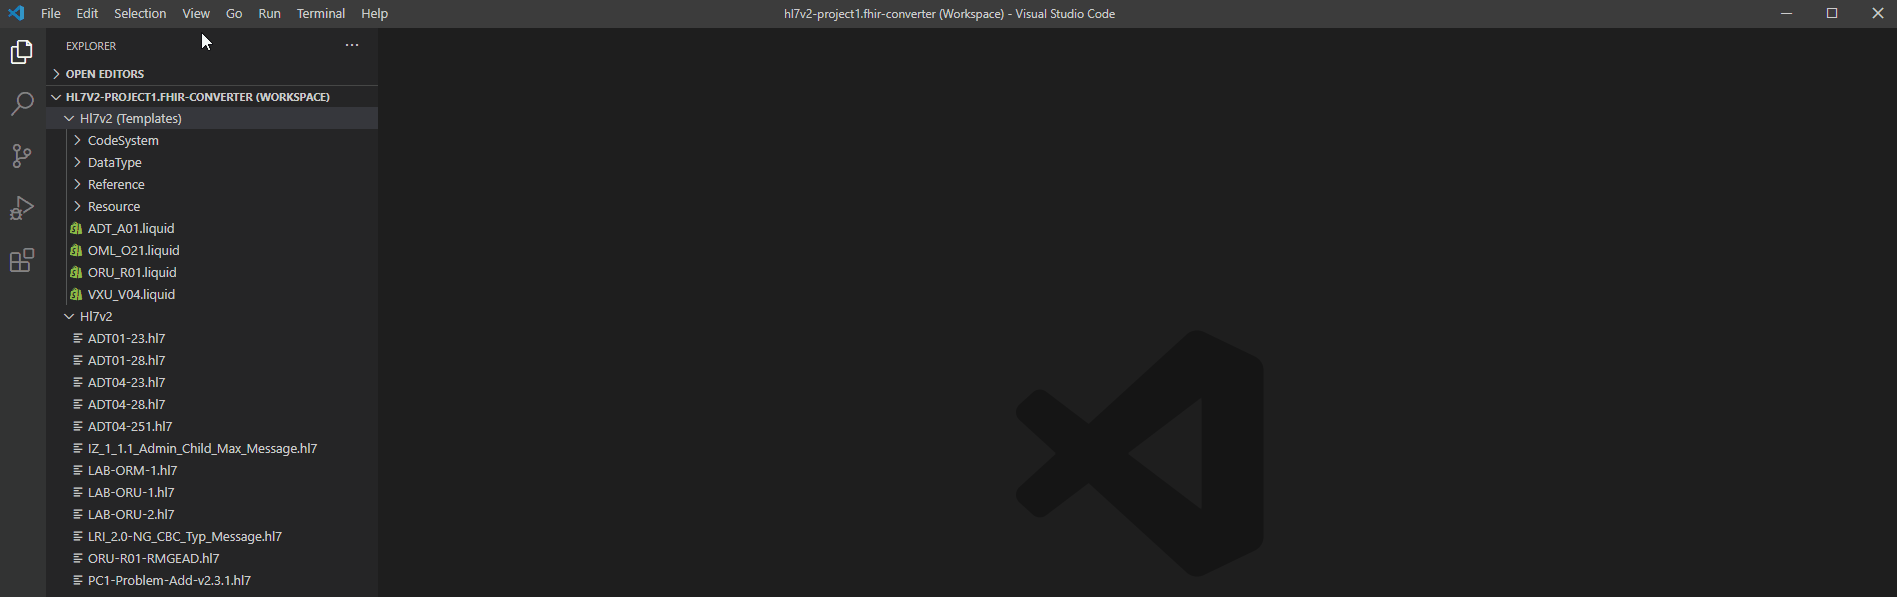 File Edit Selection View Go Run Terminal Help hl7v2-project1.fhir-converter (Workspace) - Visual Studio Code
EXPLORER
OPEN EDITORS
HL7V2-PROJECT1.FHIR-CONVERTER (WORKSPACE)
Hl7v2 (Templates)
CodeSystem
DataType
Reference
Resource
ADT_A01.liquid
OML_O21.liquid
ORU_R01.liquid
VXU_V04.liquid
Hl7v2
ADT01-23.hl7
ADT01-28.hl7
ADT04-23.hl7
ADT04-28.hl7
ADT04-251.hl7
IZ_1_1.1_Admin_Child_Max_Message.hl7
LAB-ORM-1.hl7
LAB-ORU-1.hl7
LAB-ORU-2.hl7
LRI_2.0-NG_CBC_Typ_Message.hl7
ORU-R01-RMGEAD.hl7
PC1-Problem-Add-v2.3.1.hl7